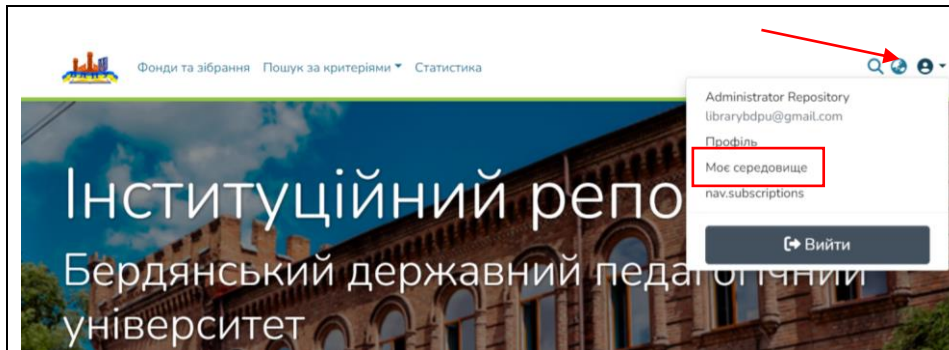 Фонди та зібрання Пошук за критеріями Статистика
Administrator Repository
librarybdpu@gmail.com
Профіль
Моє середовище
nav.subscriptions
Вийти
Інституційний репо
Бердянський державний педагогічний
університет